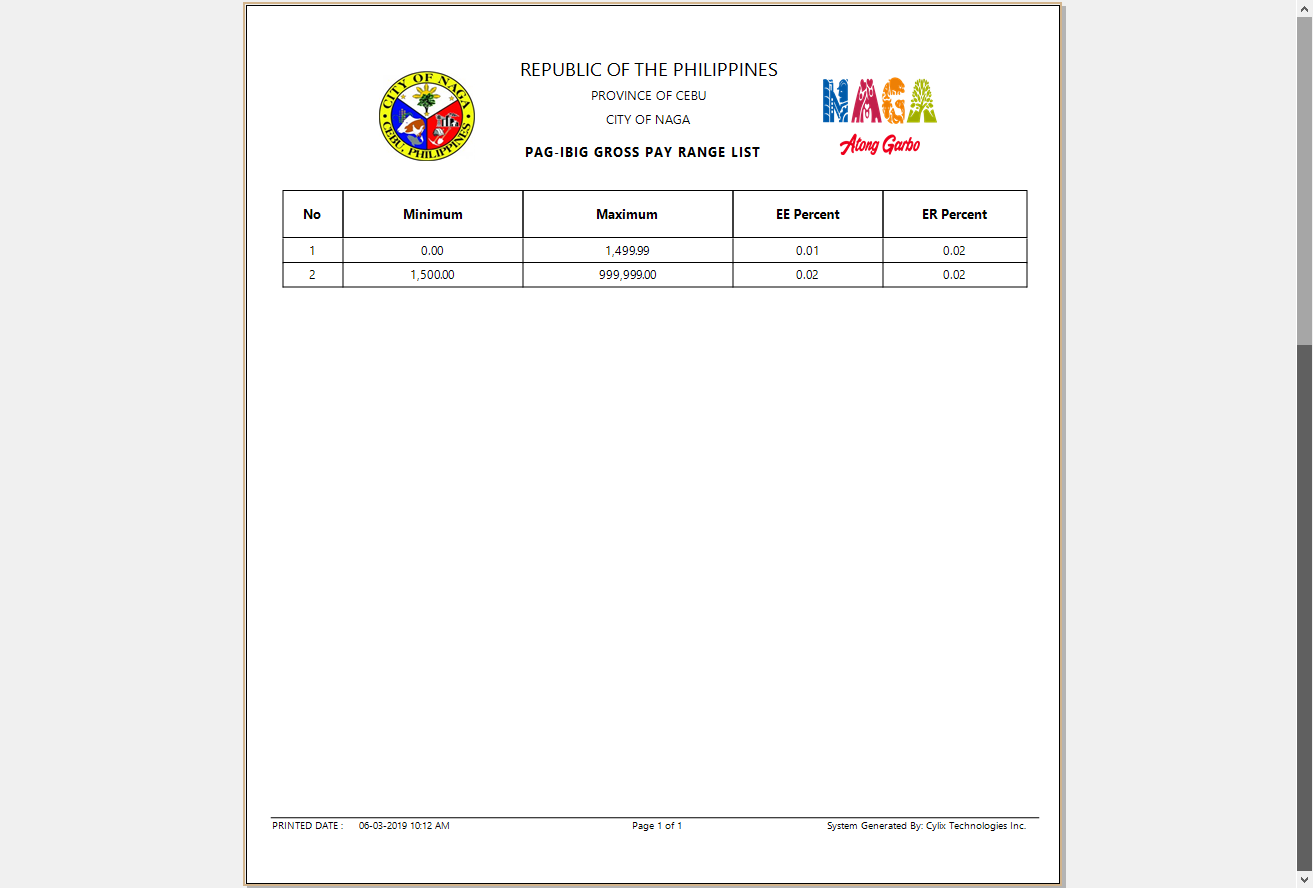 REPUBLIC OF THE PHILIPPINES
PROVINCE OF CEBU
CITY OF NAGA
PAG-IBIG GROSS PAY RANGE LIST
CITY OF NAGA
CEBU, PHILIPPINES
NAGA
Atong Garbo
No Minimum Maximum EE Percent ER Percent
1 0.00 1,499.99 0.01 0.02
2 1,500.00 999,999.00 0.02 0.02
PRINTED DATE : 06-03-2019 10:12 AM Page 1 of 1 System Generated By: Cylix Technologies Inc.